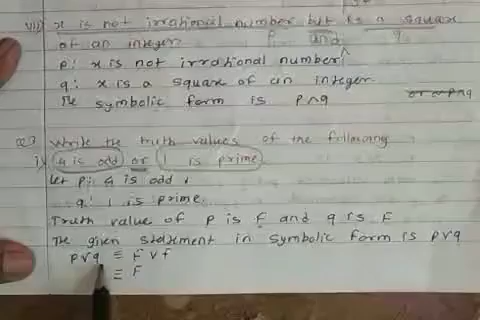 viii) x is not irrational number but is a square
of an integer. p and q
p: x is not irrational number
q: x is a square of an integer.
The symbolic form is p∧q
Write the truth values of the following
i) 4 is odd or 1 is prime
Let p: 4 is odd
q: 1 is prime.
Truth value of p is F and q is F
The given statement in symbolic form is p∨q
p∨q ≡ F∨F
≡ F